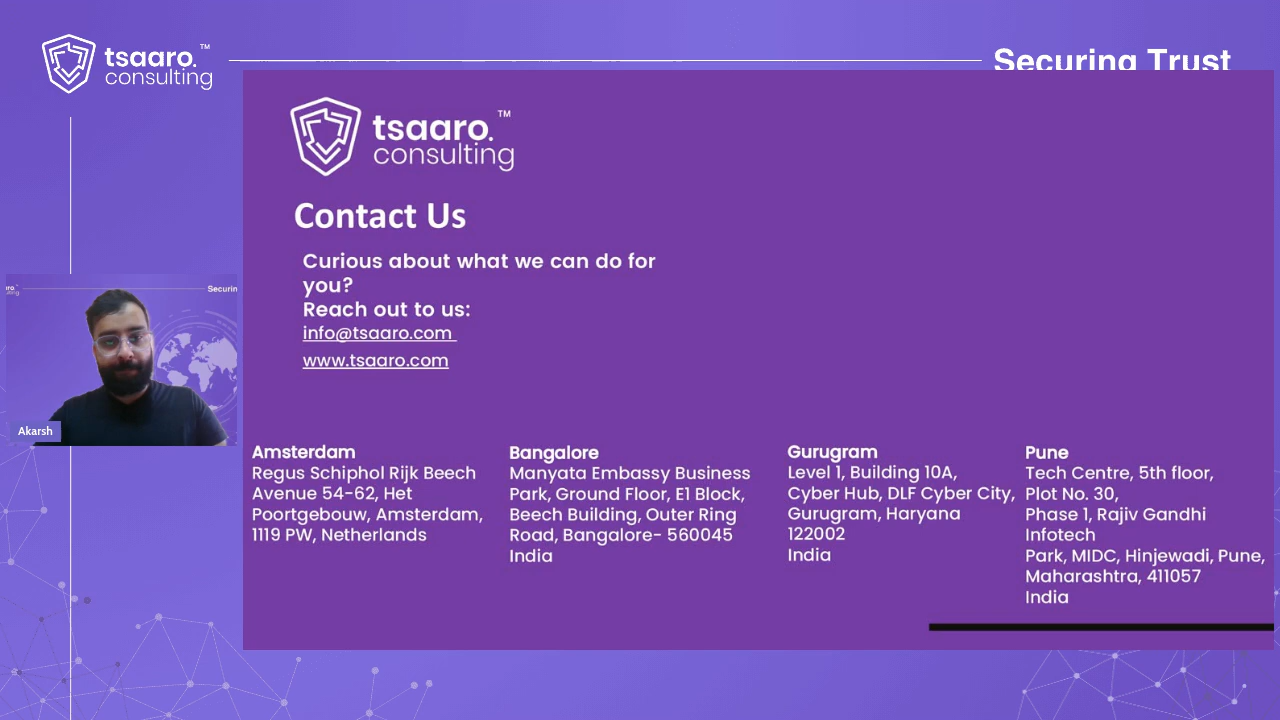 tsaaro.™
consulting
Securing Trust
tsaaro.™
consulting
Contact Us
Curious about what we can do for
you?
Reach out to us:
info@tsaaro.com
www.tsaaro.com
Securin
Akarsh
Amsterdam
Regus Schiphol Rijk Beech
Avenue 54-62, Het
Poortgebouw, Amsterdam,
1119 PW, Netherlands
Bangalore
Manyata Embassy Business
Park, Ground Floor, E1 Block,
Beech Building, Outer Ring
Road, Bangalore- 560045
India
Gurugram
Level 1, Building 10A,
Cyber Hub, DLF Cyber City,
Gurugram, Haryana
122002
India
Pune
Tech Centre, 5th floor,
Plot No. 30,
Phase 1, Rajiv Gandhi
Infotech
Park, MIDC, Hinjewadi, Pune,
Maharashtra, 411057
India